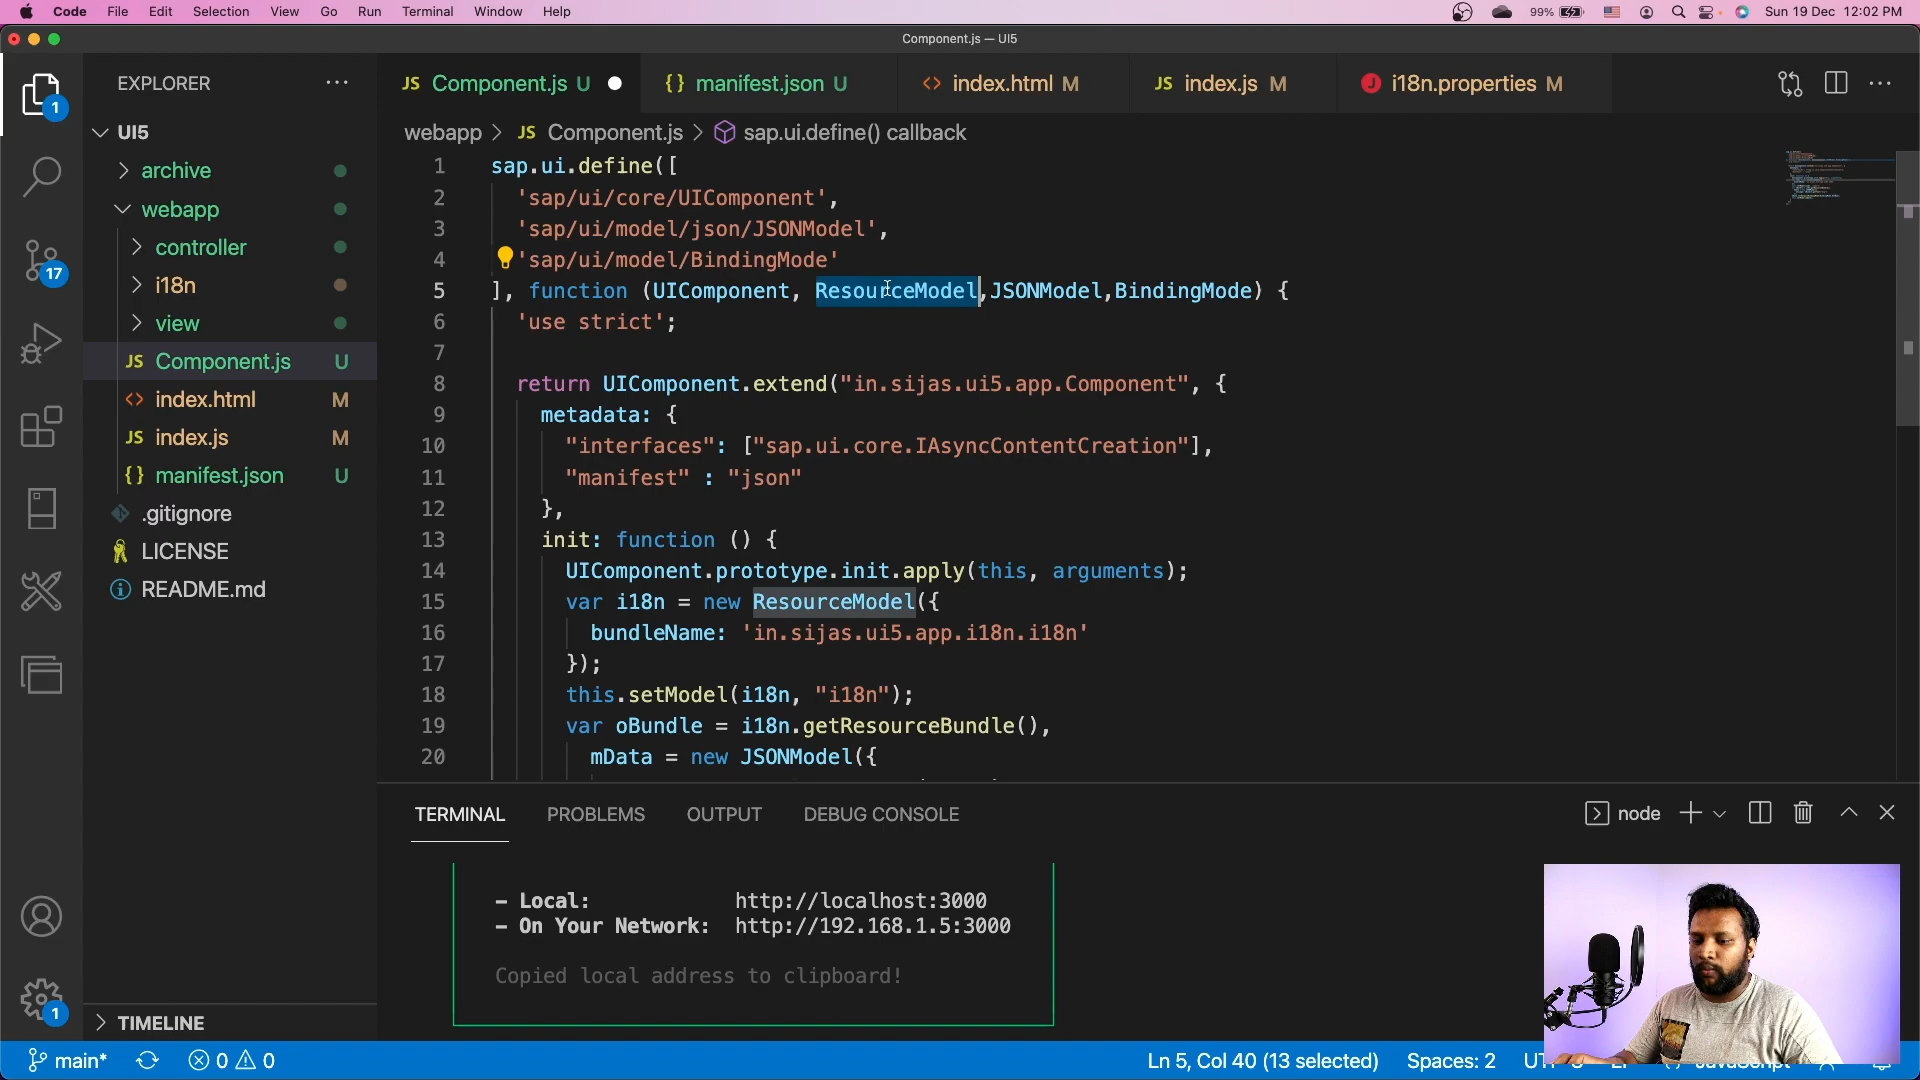 Code File Edit Selection View Go Run Terminal Window Help 99% Sun 19 Dec 12:02 PM
Component.js — UI5
EXPLORER
UI5
archive
webapp
controller
i18n
view
JS Component.js U
<> index.html M
JS index.js M
{} manifest.json U
.gitignore
LICENSE
README.md
TIMELINE
1
17
1
JS Component.js U
{} manifest.json U
<> index.html M
JS index.js M
i18n.properties M
webapp > JS Component.js > sap.ui.define() callback
1 sap.ui.define([
2 'sap/ui/core/UIComponent',
3 'sap/ui/model/json/JSONModel',
4 'sap/ui/model/BindingMode'
5 ], function (UIComponent, ResourceModel,JSONModel,BindingMode) {
6 'use strict';
7
8 return UIComponent.extend("in.sijas.ui5.app.Component", {
9 metadata: {
10 "interfaces": ["sap.ui.core.IAsyncContentCreation"],
11 "manifest" : "json"
12 },
13 init: function () {
14 UIComponent.prototype.init.apply(this, arguments);
15 var i18n = new ResourceModel({
16 bundleName: 'in.sijas.ui5.app.i18n.i18n'
17 });
18 this.setModel(i18n, "i18n");
19 var oBundle = i18n.getResourceBundle(),
20 mData = new JSONModel({
TERMINAL PROBLEMS OUTPUT DEBUG CONSOLE
node
– Local: http://localhost:3000
– On Your Network: http://192.168.1.5:3000
Copied local address to clipboard!
main* 0 0
Ln 5, Col 40 (13 selected) Spaces: 2